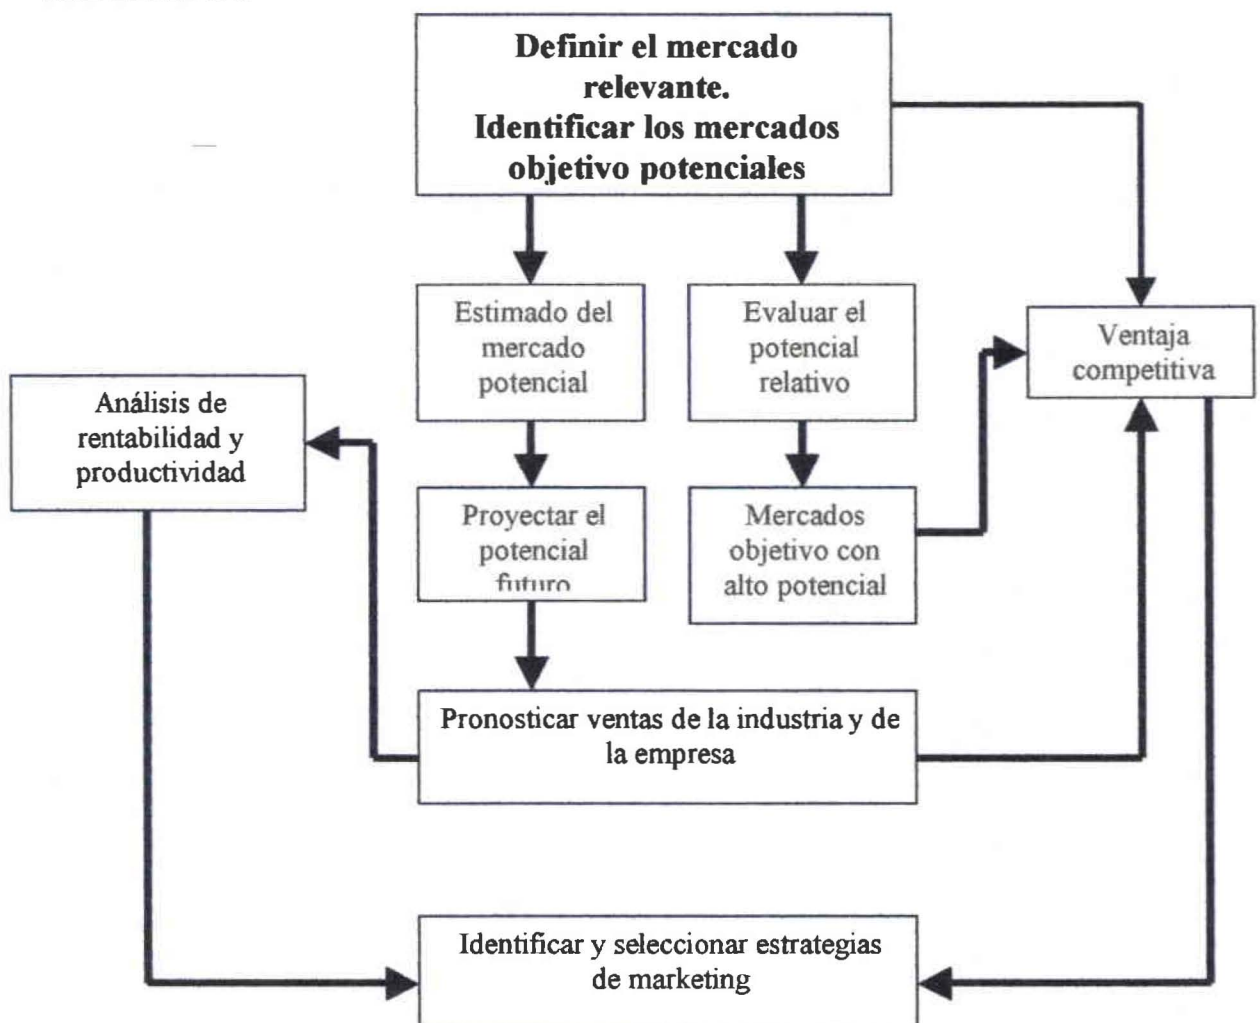 Definir el mercado
relevante.
Identificar los mercados
objetivo potenciales
Estimado del
mercado
potencial
Evaluar el
potencial
relativo
Ventaja
competitiva
Análisis de
rentabilidad y
productividad
Proyectar el
potencial
futuro
Mercados
objetivo con
alto potencial
Pronosticar ventas de la industria y de
la empresa
Identificar y seleccionar estrategias
de marketing